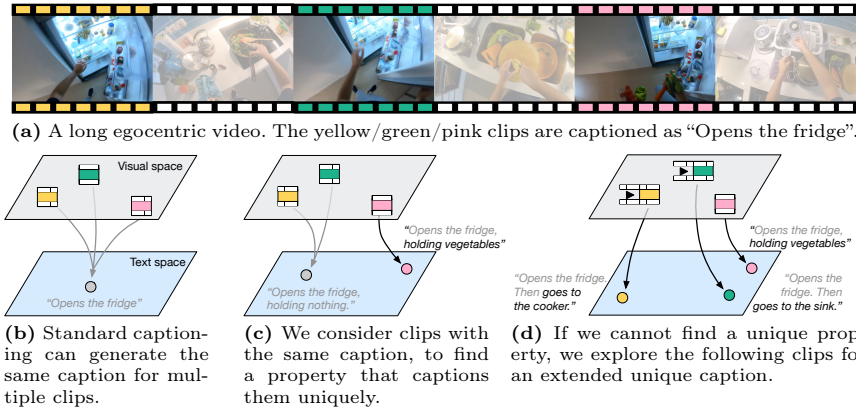 (a) A long egocentric video. The yellow/green/pink clips are captioned as “Opens the fridge”.
Visual space
Text space
“Opens the fridge”
(b) Standard caption-
ing can generate the
same caption for mul-
tiple clips.
“Opens the fridge,
holding vegetables”
“Opens the fridge,
holding nothing.”
(c) We consider clips with
the same caption, to find
a property that captions
them uniquely.
“Opens the fridge,
holding vegetables”
“Opens the fridge.
Then goes to
the cooker.”
“Opens the
fridge. Then
goes to the sink.”
(d) If we cannot find a unique prop-
erty, we explore the following clips fo
an extended unique caption.